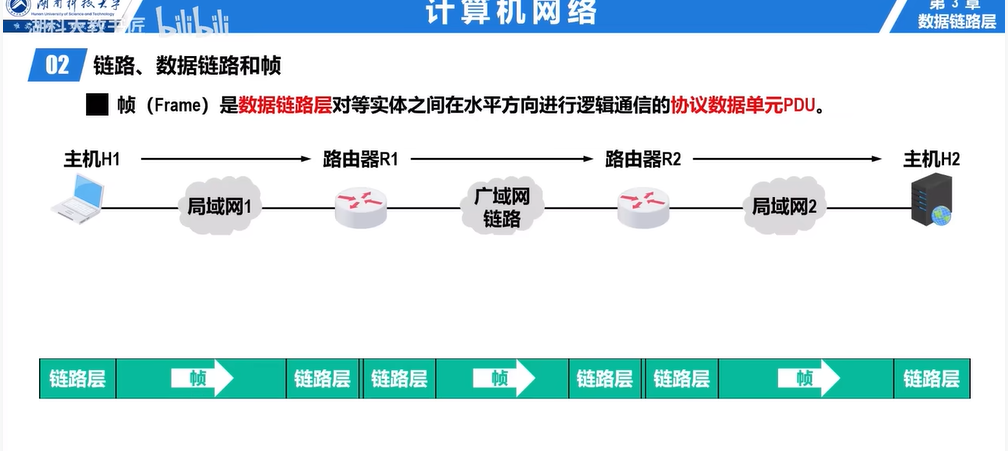 湖南科技大学
Hunan University of Science and Technology
湖科大教书匠 bilibili
计算机网络
第 3 章
数据链路层
02 链路、数据链路和帧
帧（Frame）是数据链路层对等实体之间在水平方向进行逻辑通信的协议数据单元PDU。
主机H1 路由器R1 路由器R2 主机H2
局域网1 广域网 局域网2
链路
链路层 帧 链路层 链路层 帧 链路层 链路层 帧 链路层